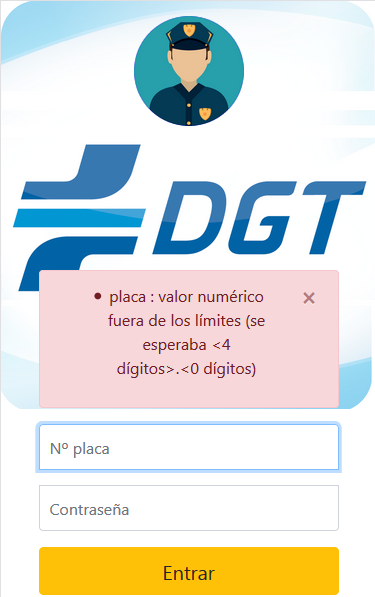 DGT
• placa : valor numérico
fuera de los límites (se
esperaba <4
dígitos>.<0 dígitos)
×
Nº placa
Contraseña
Entrar